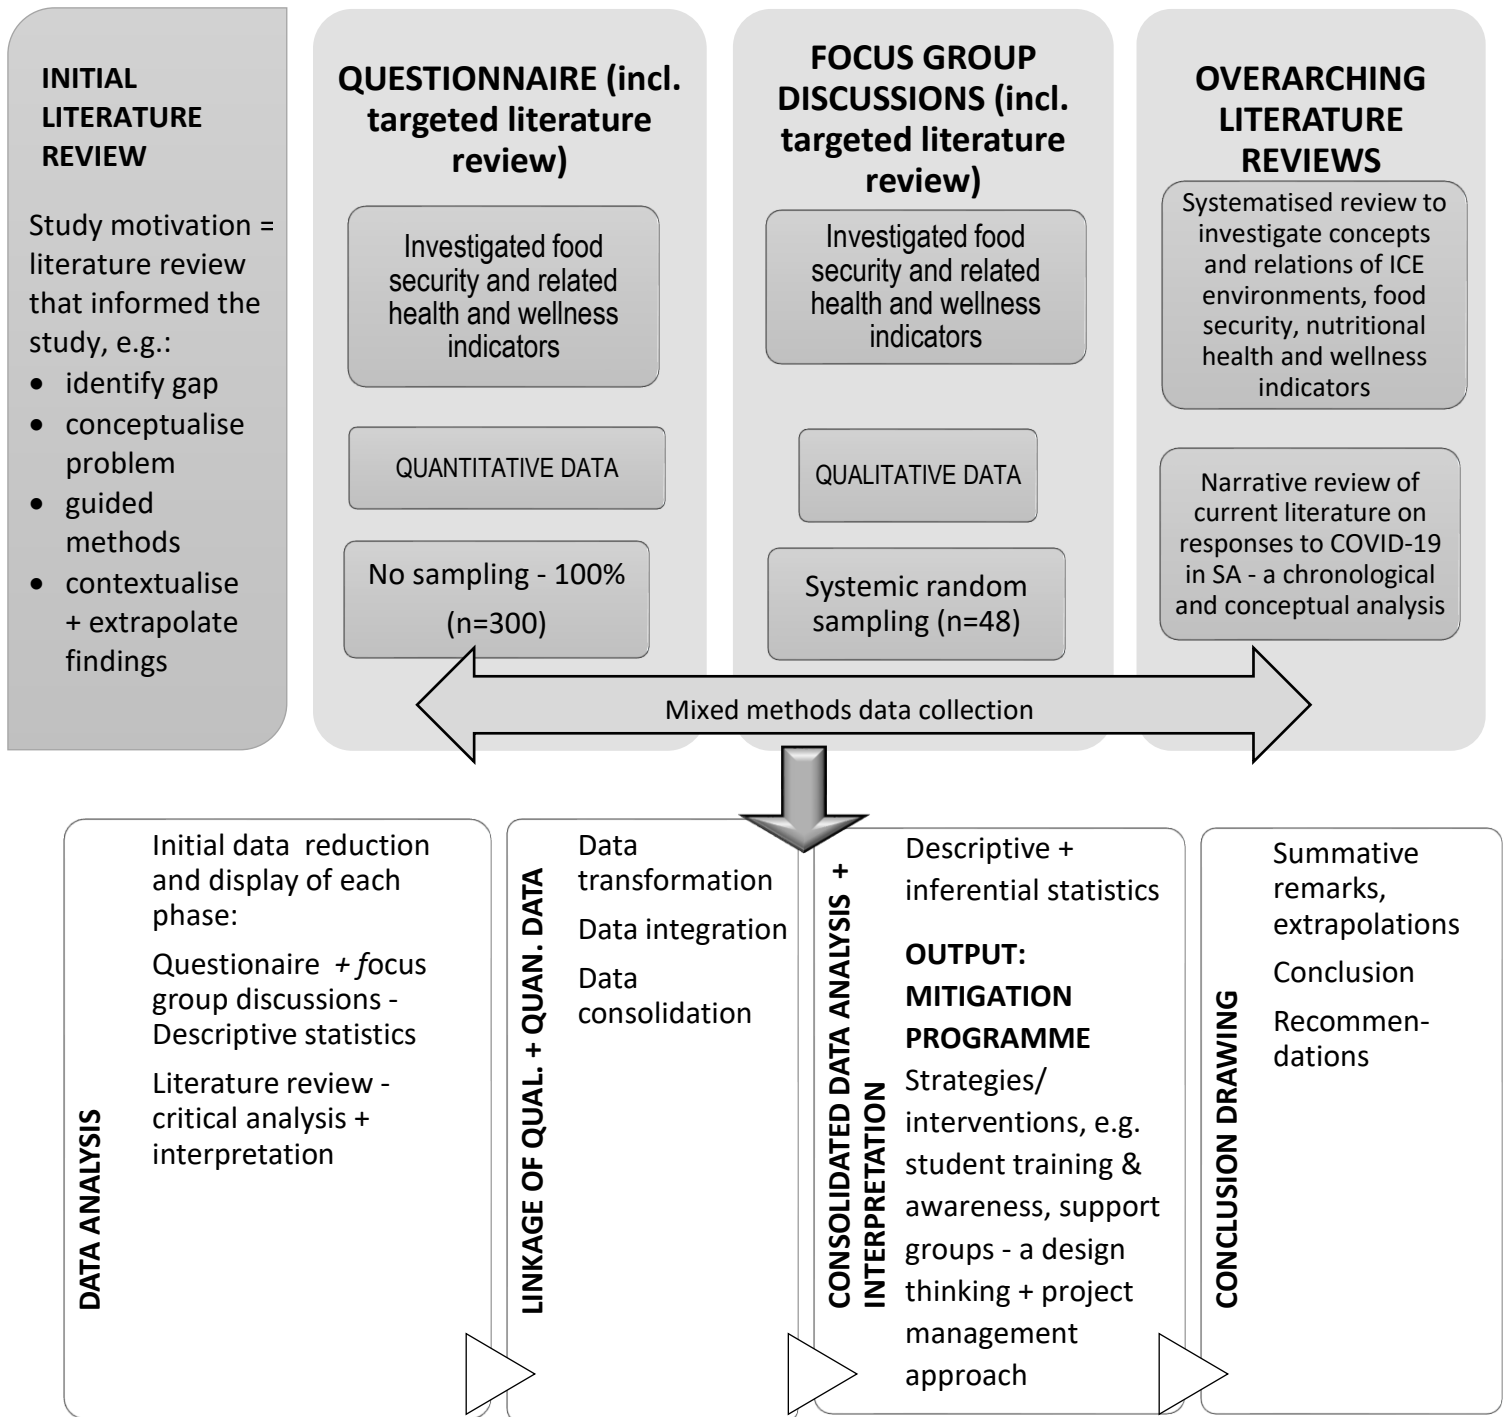 INITIAL
LITERATURE
REVIEW
Study motivation =
literature review
that informed the
study, e.g.:
• identify gap
• conceptualise
problem
• guided
methods
• contextualise
+ extrapolate
findings
QUESTIONNAIRE (incl.
targeted literature
review)
Investigated food
security and related
health and wellness
indicators
QUANTITATIVE DATA
No sampling - 100%
(n=300)
FOCUS GROUP
DISCUSSIONS (incl.
targeted literature
review)
Investigated food
security and related
health and wellness
indicators
QUALITATIVE DATA
Systemic random
sampling (n=48)
OVERARCHING
LITERATURE
REVIEWS
Systematised review to
investigate concepts
and relations of ICE
environments, food
security, nutritional
health and wellness
indicators
Narrative review of
current literature on
responses to COVID-19
in SA - a chronological
and conceptual analysis
Mixed methods data collection
DATA ANALYSIS
Initial data reduction
and display of each
phase:
Questionaire + focus
group discussions -
Descriptive statistics
Literature review -
critical analysis +
interpretation
LINKAGE OF QUAL. + QUAN. DATA
Data
transformation
Data integration
Data
consolidation
CONSOLIDATED DATA ANALYSIS +
INTERPRETATION
Descriptive +
inferential statistics
OUTPUT:
MITIGATION
PROGRAMME
Strategies/
interventions, e.g.
student training &
awareness, support
groups - a design
thinking + project
management
approach
CONCLUSION DRAWING
Summative
remarks,
extrapolations
Conclusion
Recommen-
dations